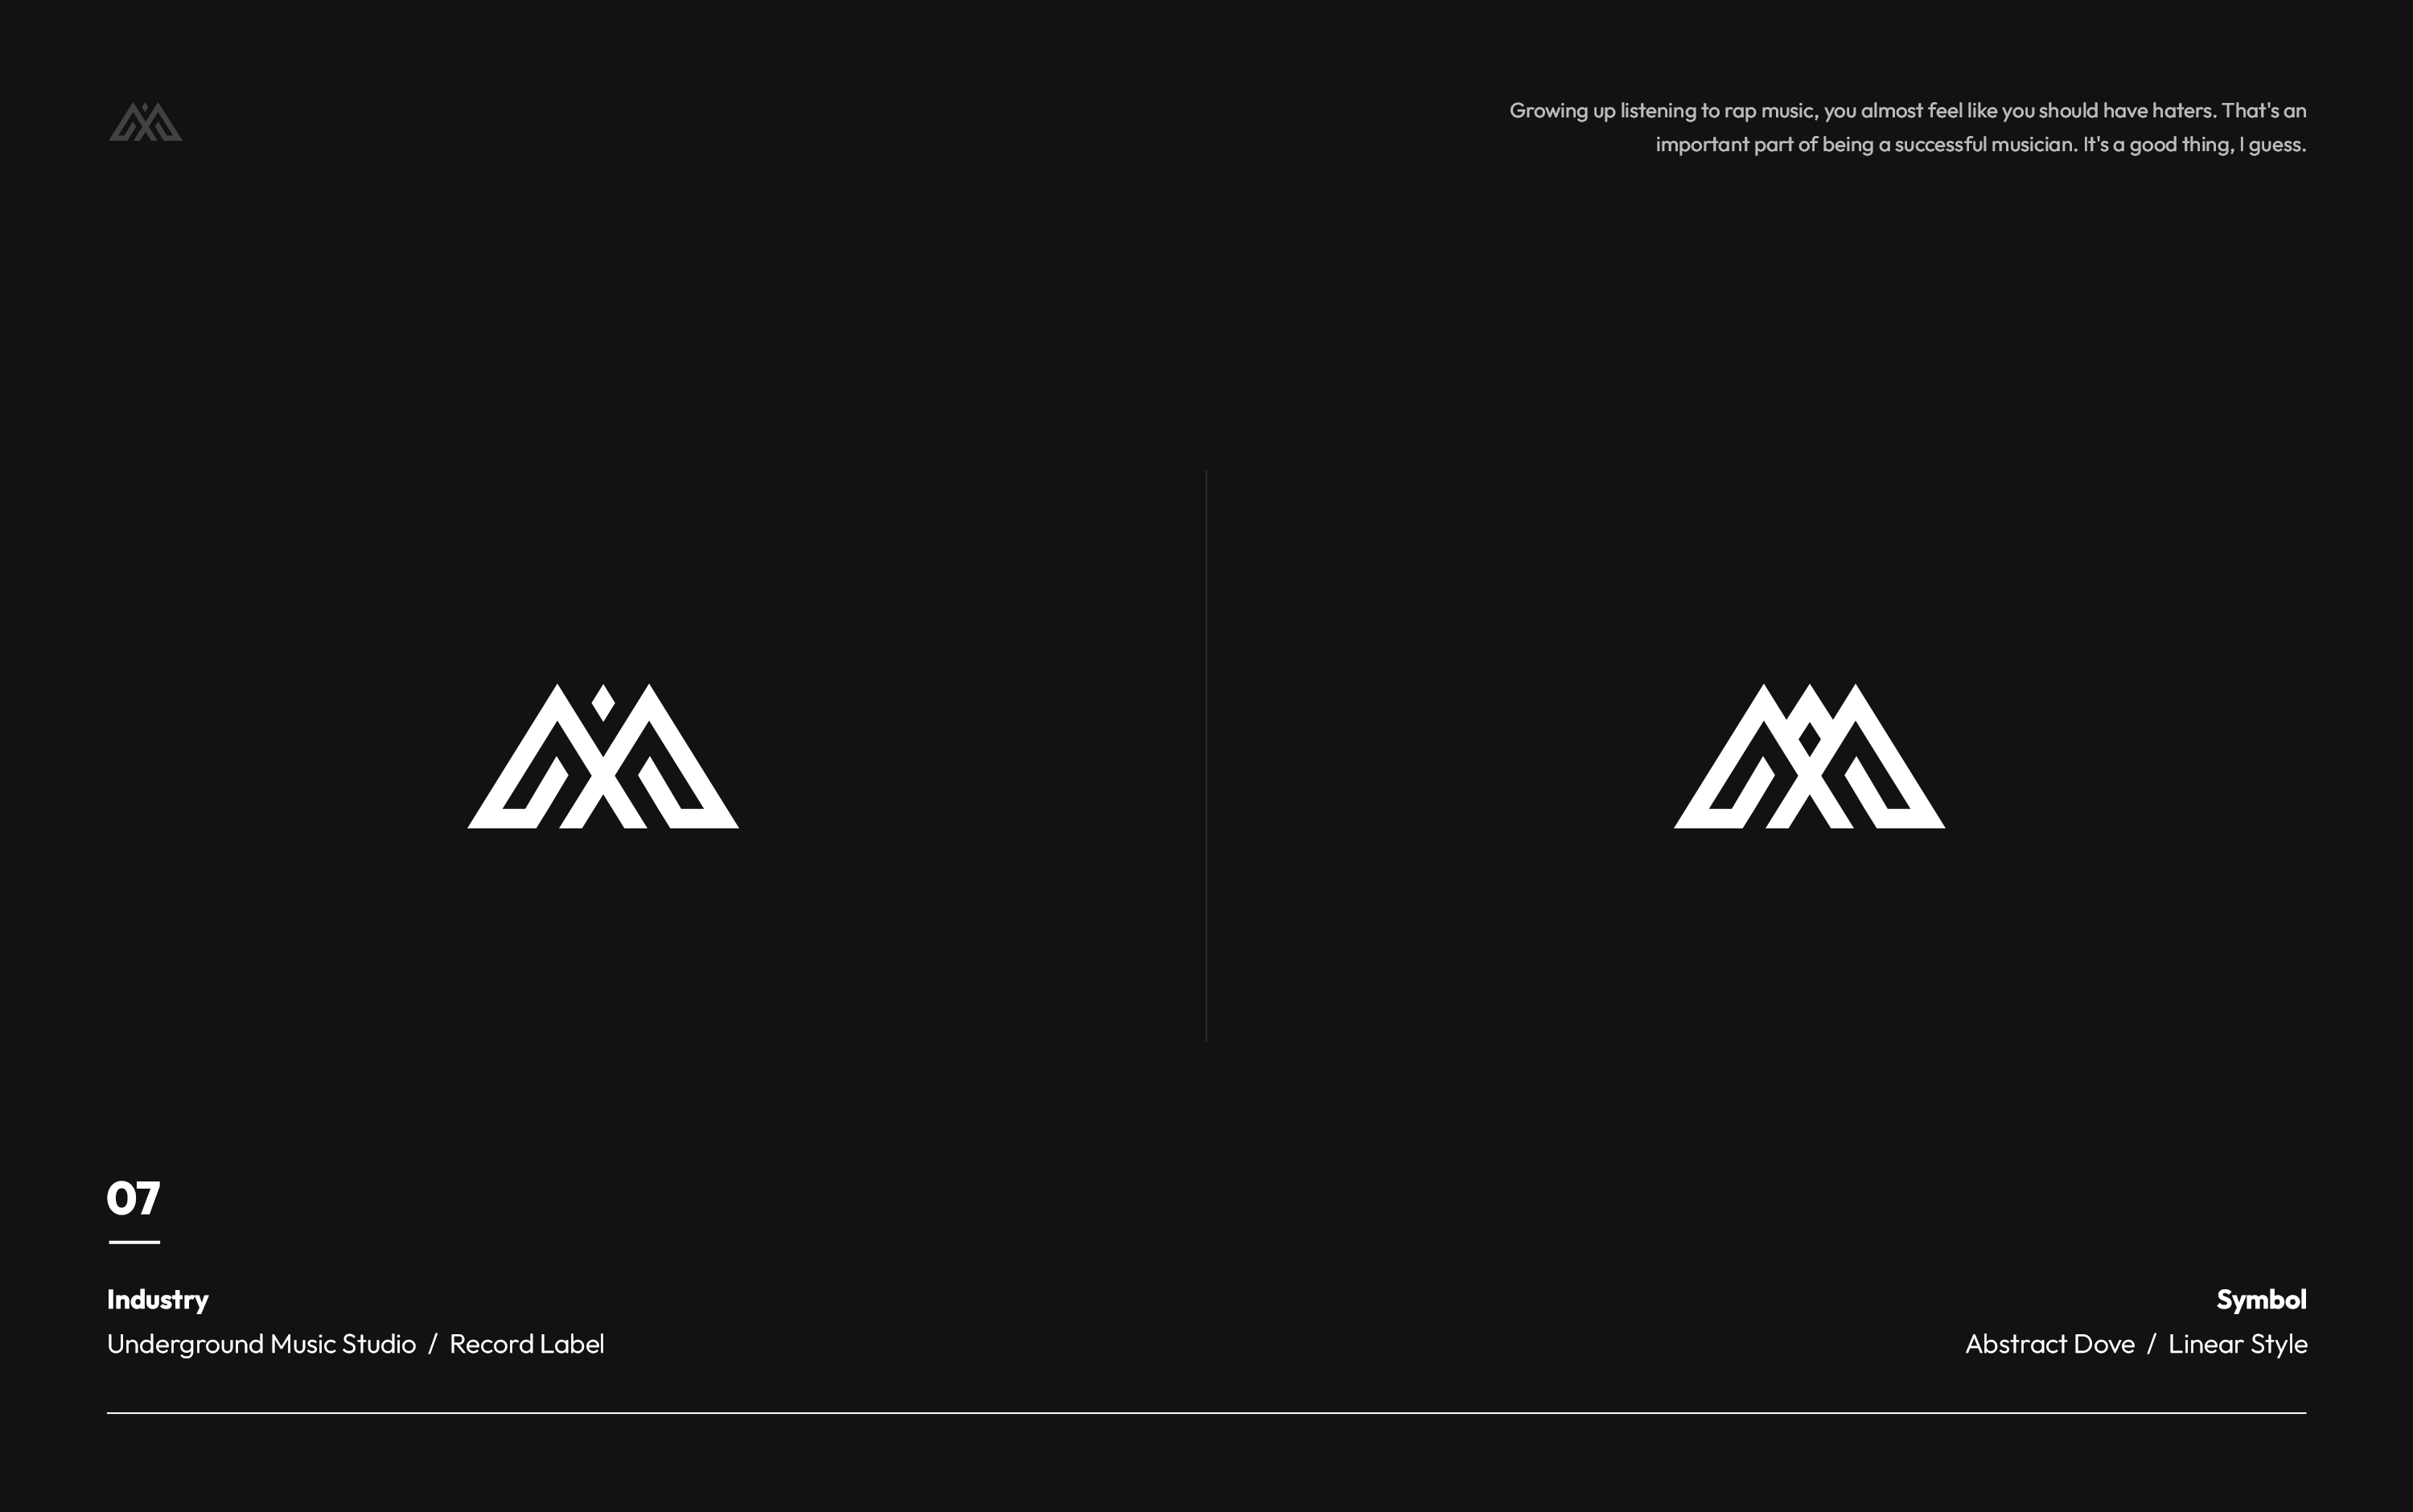 Growing up listening to rap music, you almost feel like you should have haters. That's an
important part of being a successful musician. It's a good thing, I guess.
07
Industry
Underground Music Studio / Record Label
Symbol
Abstract Dove / Linear Style